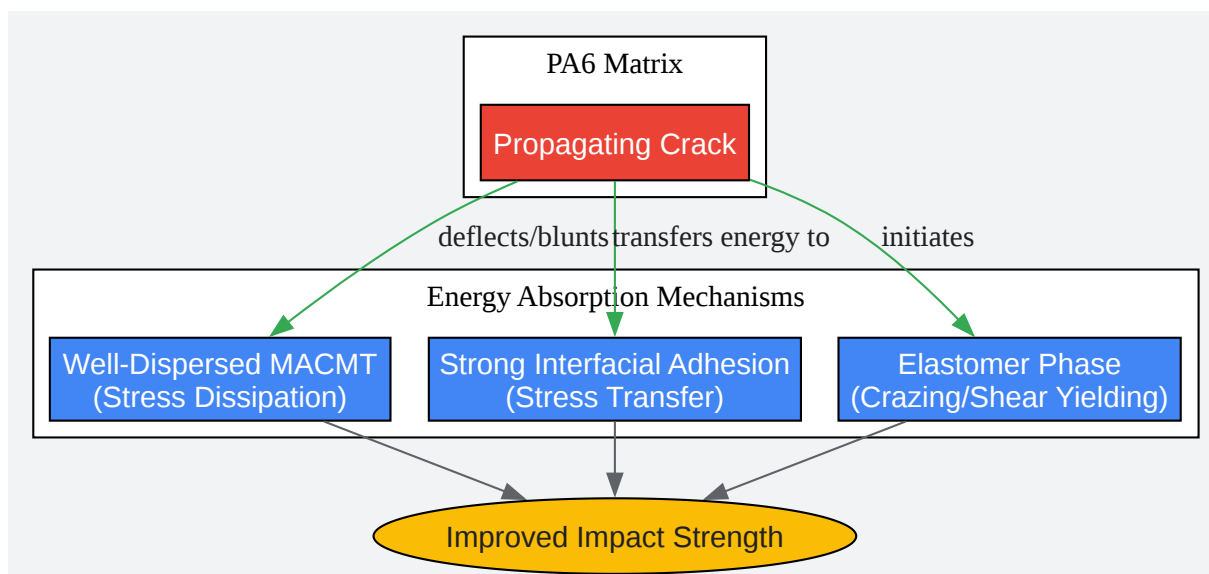 PA6 Matrix
Propagating Crack
deflects/blunts
transfers energy to
initiates
Energy Absorption Mechanisms
Well-Dispersed MACMT
(Stress Dissipation)
Strong Interfacial Adhesion
(Stress Transfer)
Elastomer Phase
(Crazing/Shear Yielding)
Improved Impact Strength